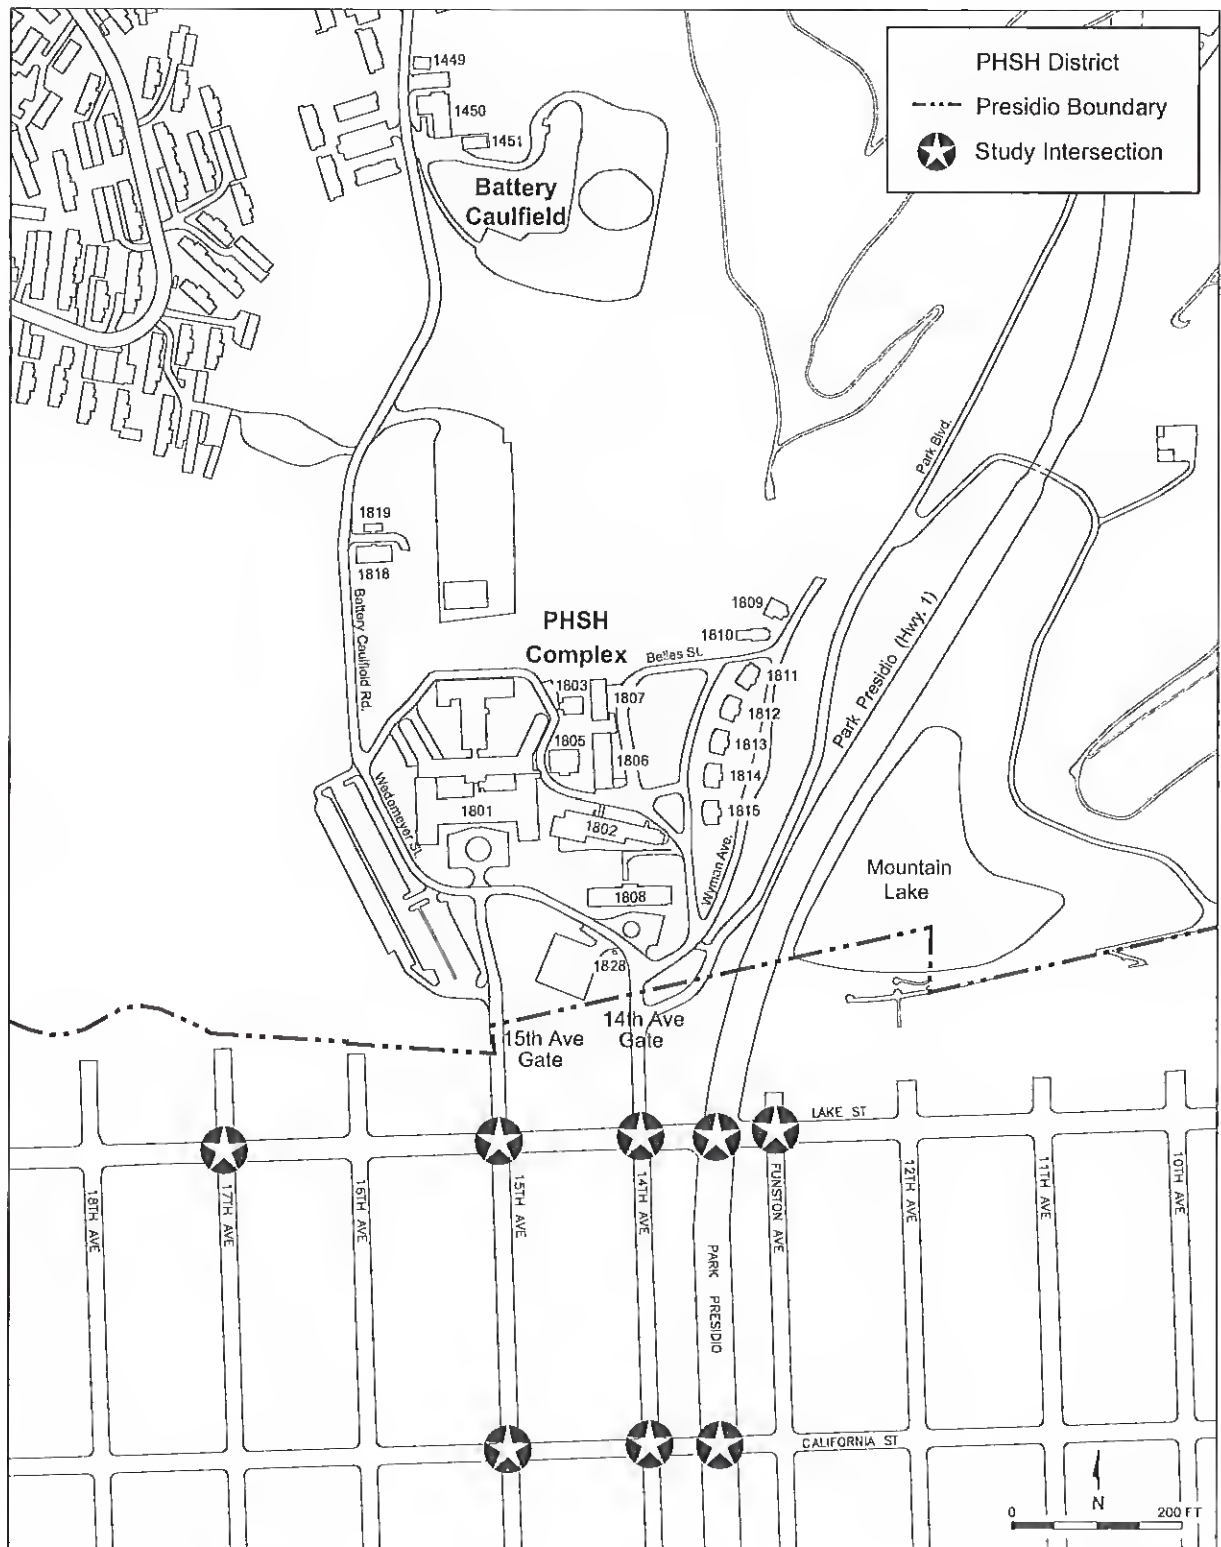 PHSH District
Presidio Boundary
Study Intersection
1449
1450
1451
Battery
Caulfield
Park Blvd.
1819
1818
Battery Caulfield Rd.
PHSH
Complex
1809
1810
Belles St.
1811
1803
1807
1812
Park Presidio (Hwy. 1)
1813
1805
1806
1814
1801
1815
1802
Wedemeyer St.
Wyman Ave.
Mountain
Lake
1808
1828
15th Ave
Gate
14th Ave
Gate
LAKE ST
18TH AVE
17TH AVE
16TH AVE
15TH AVE
14TH AVE
PARK PRESIDIO
FUNSTON AVE
12TH AVE
11TH AVE
10TH AVE
CALIFORNIA ST
N
0 200 FT